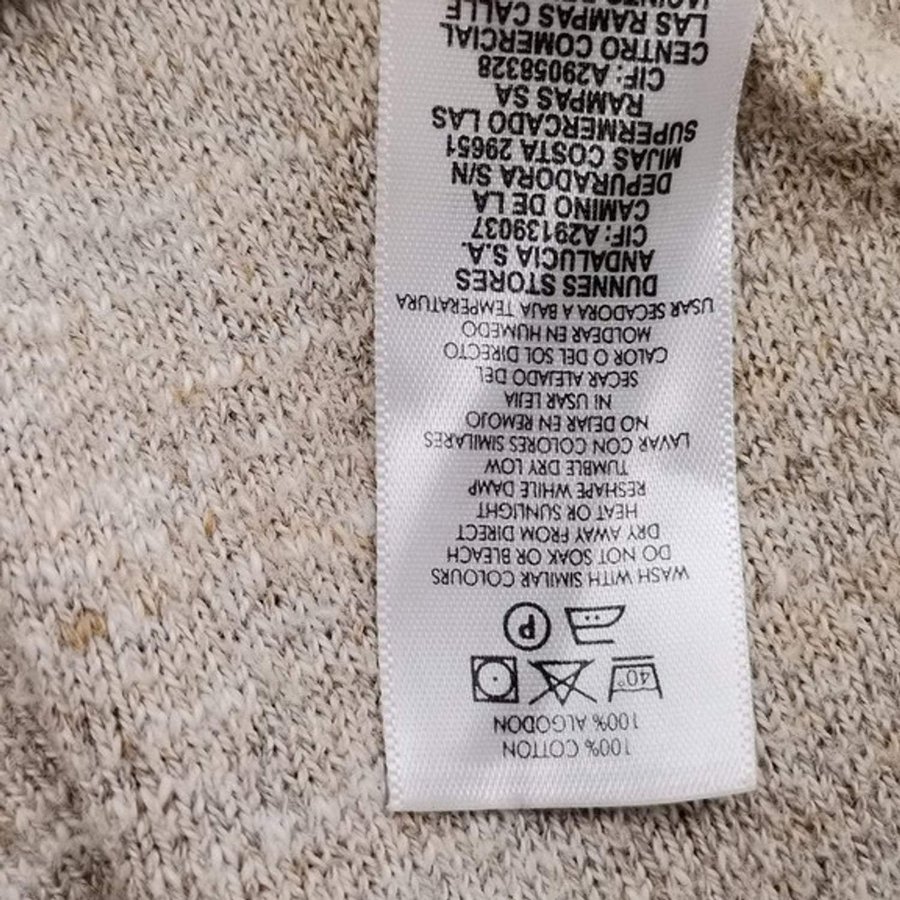 100% COTTON
100% ALGODON
40°
P
WASH WITH SIMILAR COLOURS
DO NOT SOAK OR BLEACH
DRY AWAY FROM DIRECT
HEAT OR SUNLIGHT
RESHAPE WHILE DAMP
TUMBLE DRY LOW
LAVAR CON COLORES SIMILARES
NO DEJAR EN REMOJO
NI USAR LEJIA
SECAR ALEJADO DEL
CALOR O DEL SOL DIRECTO
MOLDEAR EN HUMEDO
USAR SECADORA A BAJA TEMPERATURA
DUNNES STORES
ANDALUCIA S.A.
CIF: A29139037
CAMINO DE LA
DEPURADORA S/N
MIJAS COSTA 29651
SUPERMERCADO LAS
RAMPAS SA
CIF: A29058328
CENTRO COMERCIAL
LAS RAMPAS CALLE
JACINTO